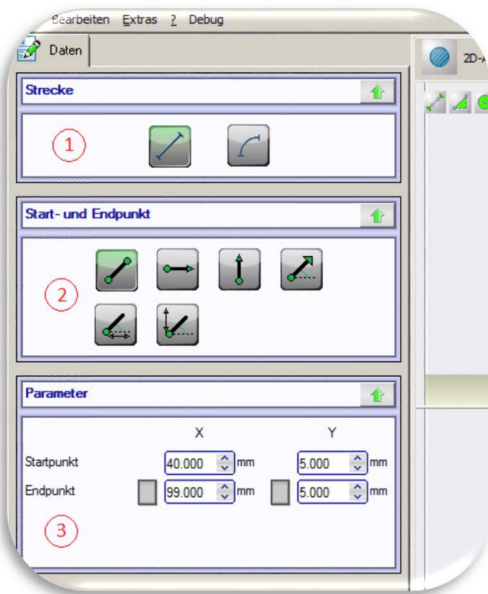 Bearbeiten Extras ? Debug
Daten
2D-A
Strecke
1
Start- und Endpunkt
2
Parameter
X Y
Startpunkt 40.000 mm 5.000 mm
Endpunkt 99.000 mm 5.000 mm
3